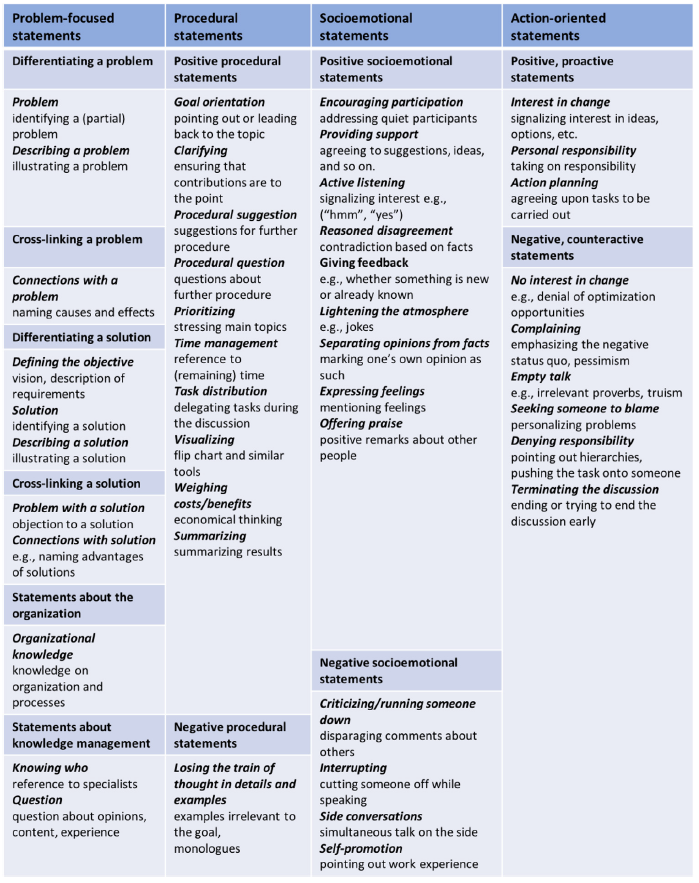 Problem-focused
statements
Differentiating a problem
Problem
identifying a (partial)
problem
Describing a problem
illustrating a problem
Cross-linking a problem
Connections with a
problem
naming causes and effects
Differentiating a solution
Defining the objective
vision, description of
requirements
Solution
identifying a solution
Describing a solution
illustrating a solution
Cross-linking a solution
Problem with a solution
objection to a solution
Connections with solution
e.g., naming advantages
of solutions
Statements about the
organization
Organizational
knowledge
knowledge on
organization and
processes
Statements about
knowledge management
Knowing who
reference to specialists
Question
question about opinions,
content, experience
Procedural
statements
Positive procedural
statements
Goal orientation
pointing out or leading
back to the topic
Clarifying
ensuring that
contributions are to
the point
Procedural suggestion
suggestions for further
procedure
Procedural question
questions about
further procedure
Prioritizing
stressing main topics
Time management
reference to
(remaining) time
Task distribution
delegating tasks during
the discussion
Visualizing
flip chart and similar
tools
Weighing
costs/benefits
economical thinking
Summarizing
summarizing results
Negative procedural
statements
Losing the train of
thought in details and
examples
examples irrelevant to
the goal,
monologues
Socioemotional
statements
Positive socioemotional
statements
Encouraging participation
addressing quiet participants
Providing support
agreeing to suggestions, ideas,
and so on.
Active listening
signalizing interest e.g.,
("hmm", "yes")
Reasoned disagreement
contradiction based on facts
Giving feedback
e.g., whether something is new
or already known
Lightening the atmosphere
e.g., jokes
Separating opinions from facts
marking one's own opinion as
such
Expressing feelings
mentioning feelings
Offering praise
positive remarks about other
people
Negative socioemotional
statements
Criticizing/running someone
down
disparaging comments about
others
Interrupting
cutting someone off while
speaking
Side conversations
simultaneous talk on the side
Self-promotion
pointing out work experience
Action-oriented
statements
Positive, proactive
statements
Interest in change
signalizing interest in ideas,
options, etc.
Personal responsibility
taking on responsibility
Action planning
agreeing upon tasks to be
carried out
Negative, counteractive
statements
No interest in change
e.g., denial of optimization
opportunities
Complaining
emphasizing the negative
status quo, pessimism
Empty talk
e.g., irrelevant proverbs, truism
Seeking someone to blame
personalizing problems
Denying responsibility
pointing out hierarchies,
pushing the task onto someone
Terminating the discussion
ending or trying to end the
discussion early